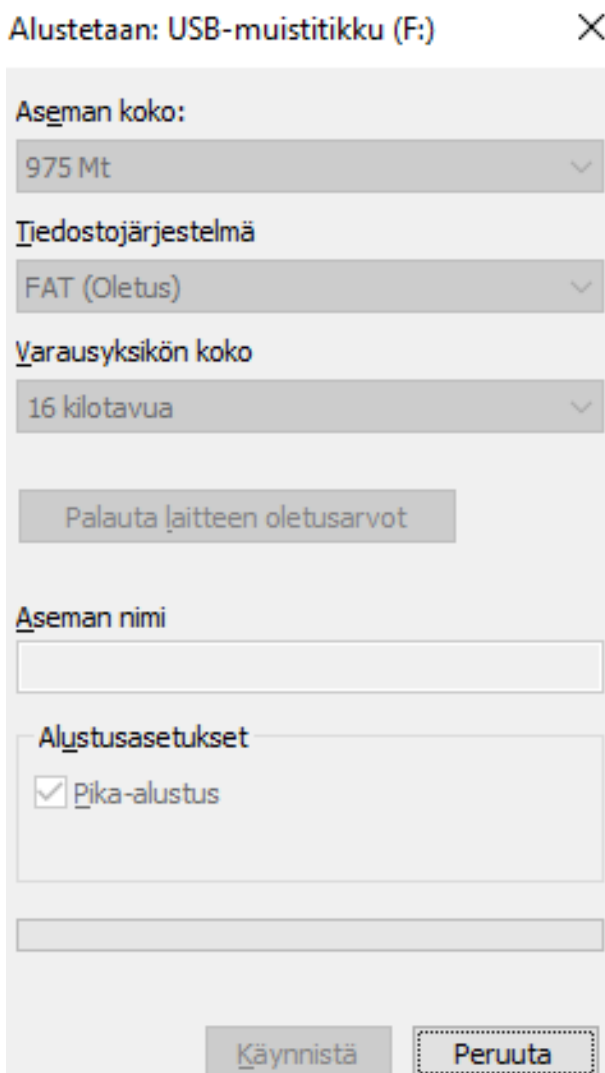 Alustetaan: USB-muistitikku (F:)
Aseman koko:
975 Mt
Tiedostojärjestelmä
FAT (Oletus)
Varausyksikön koko
16 kilotavua
Palauta laitteen oletusarvot
Aseman nimi
Alustusasetukset
Pika-alustus
Käynnistä Peruuta